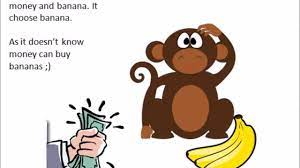 money and banana. It
choose banana.
As it doesn't know
money can buy
bananas ;)